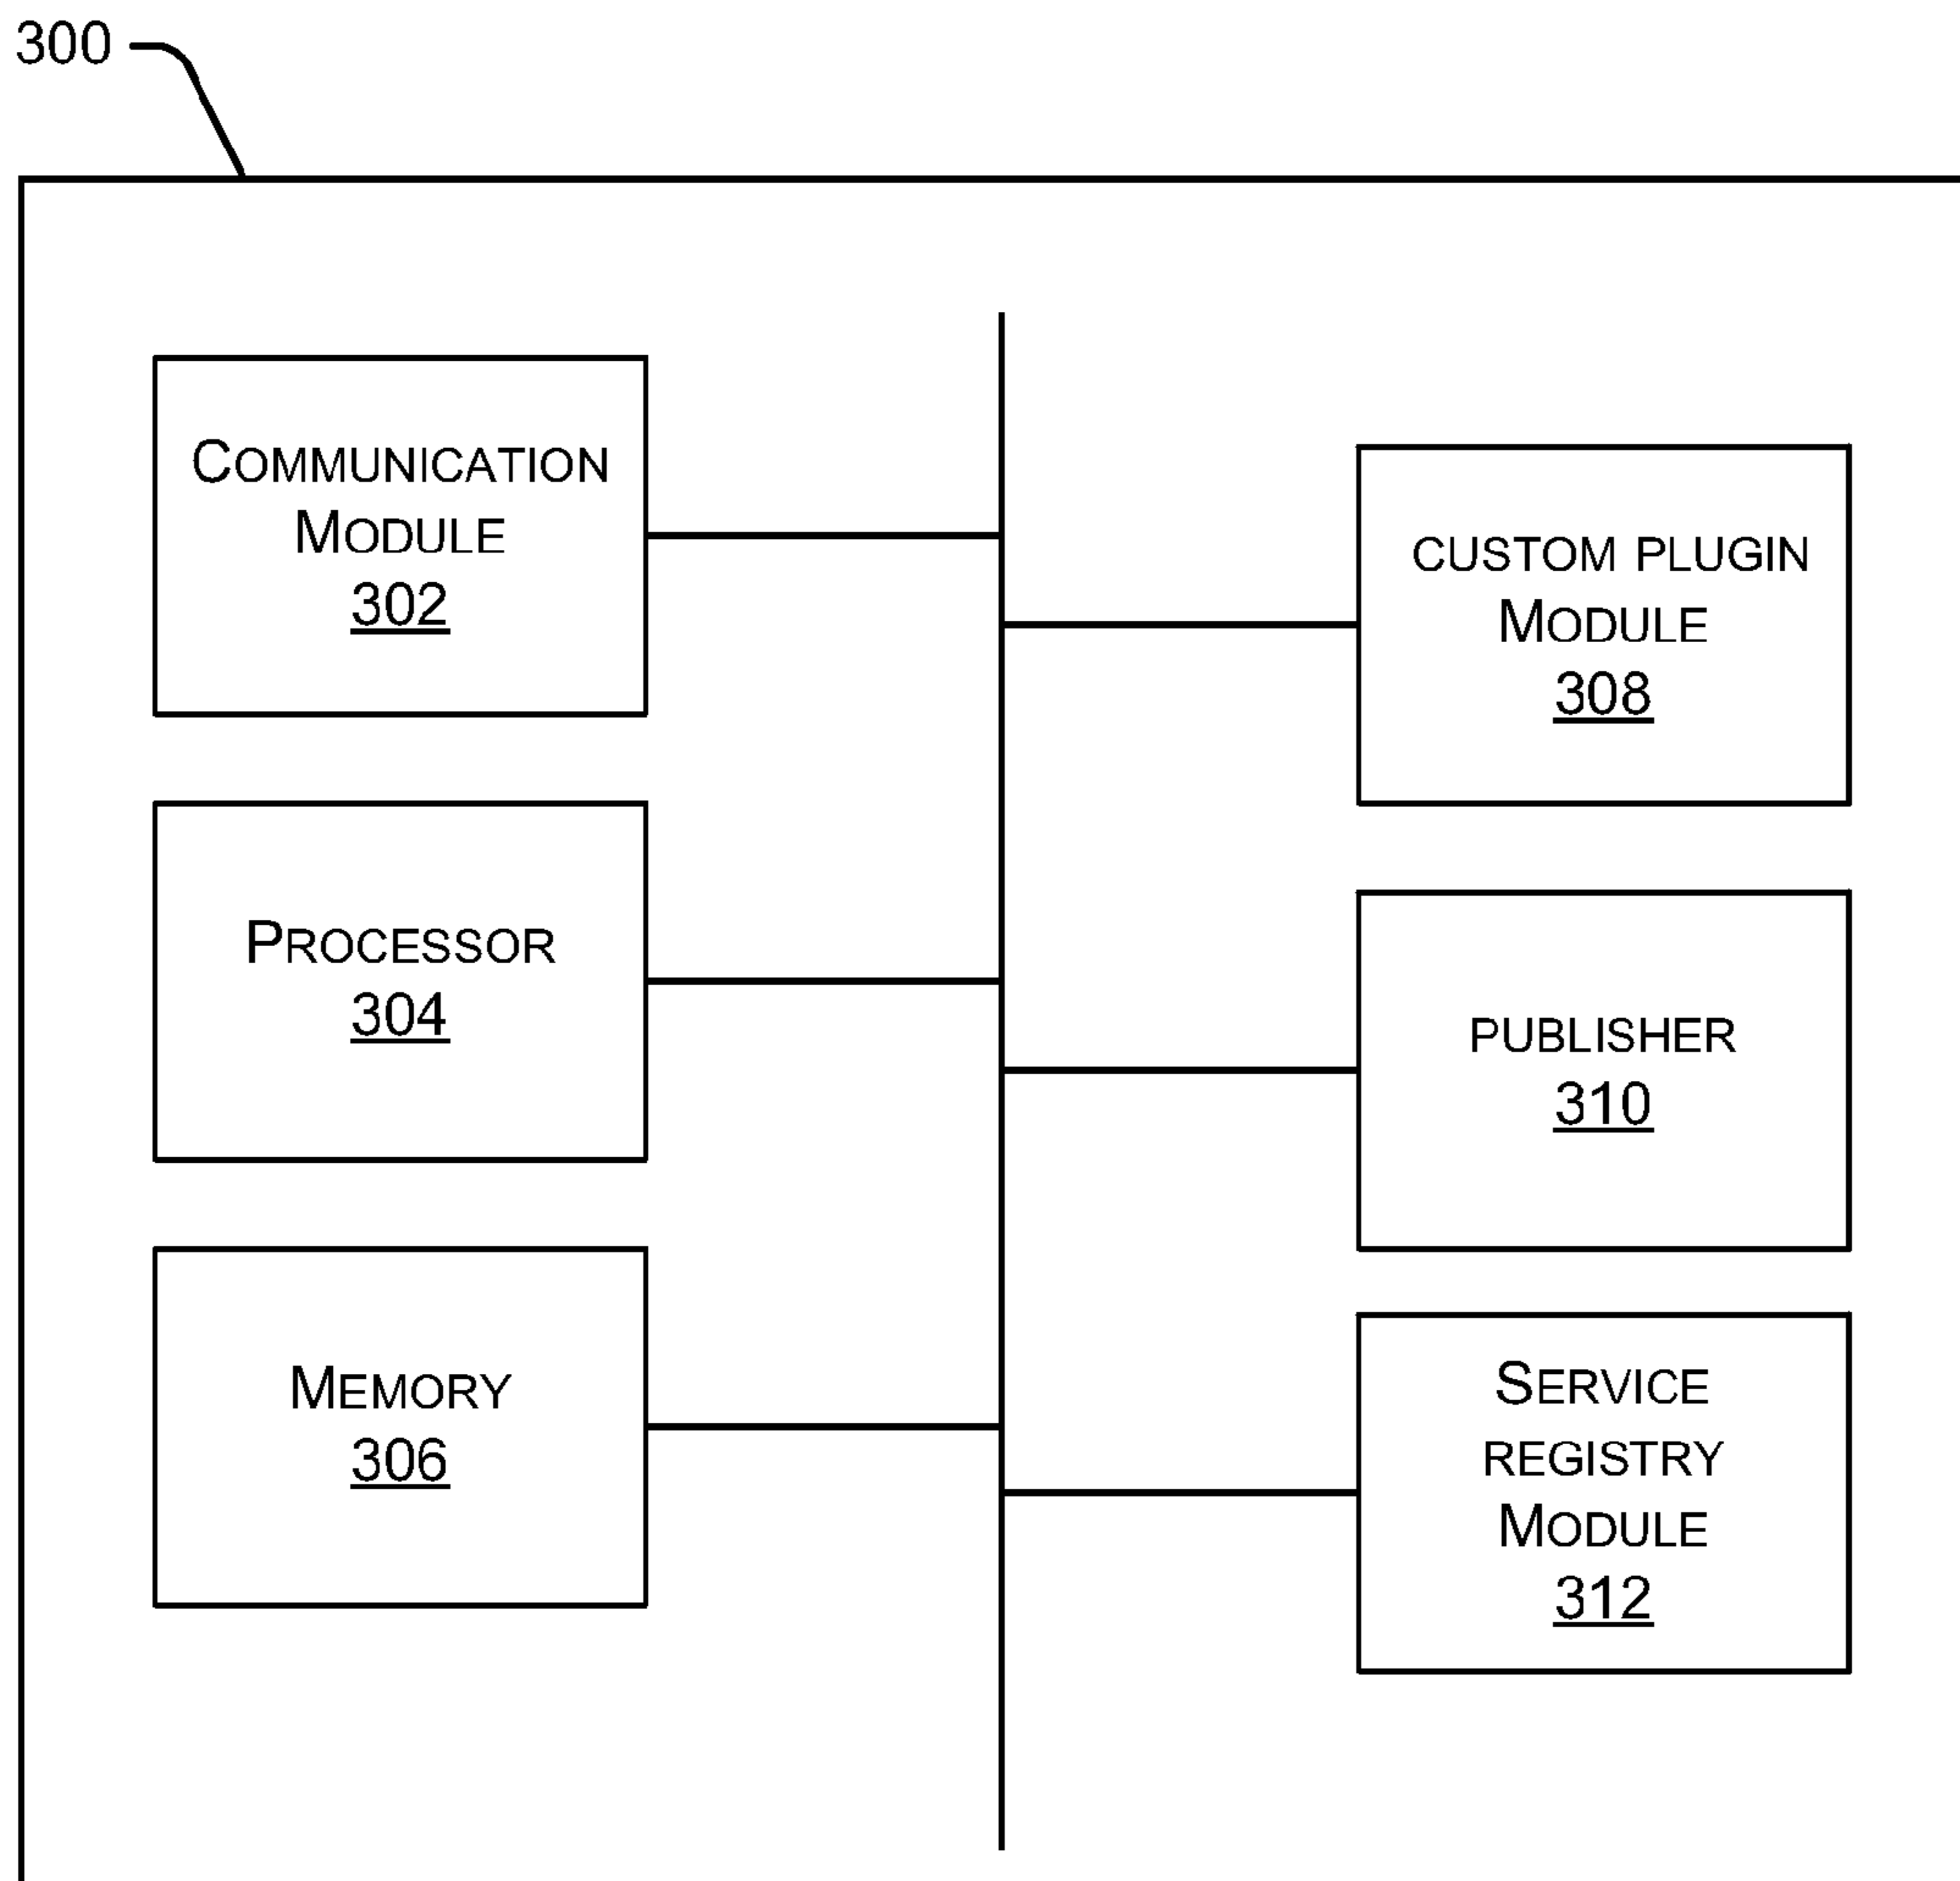 300
COMMUNICATION
MODULE
302
PROCESSOR
304
MEMORY
306
CUSTOM PLUGIN
MODULE
308
PUBLISHER
310
SERVICE
REGISTRY
MODULE
312